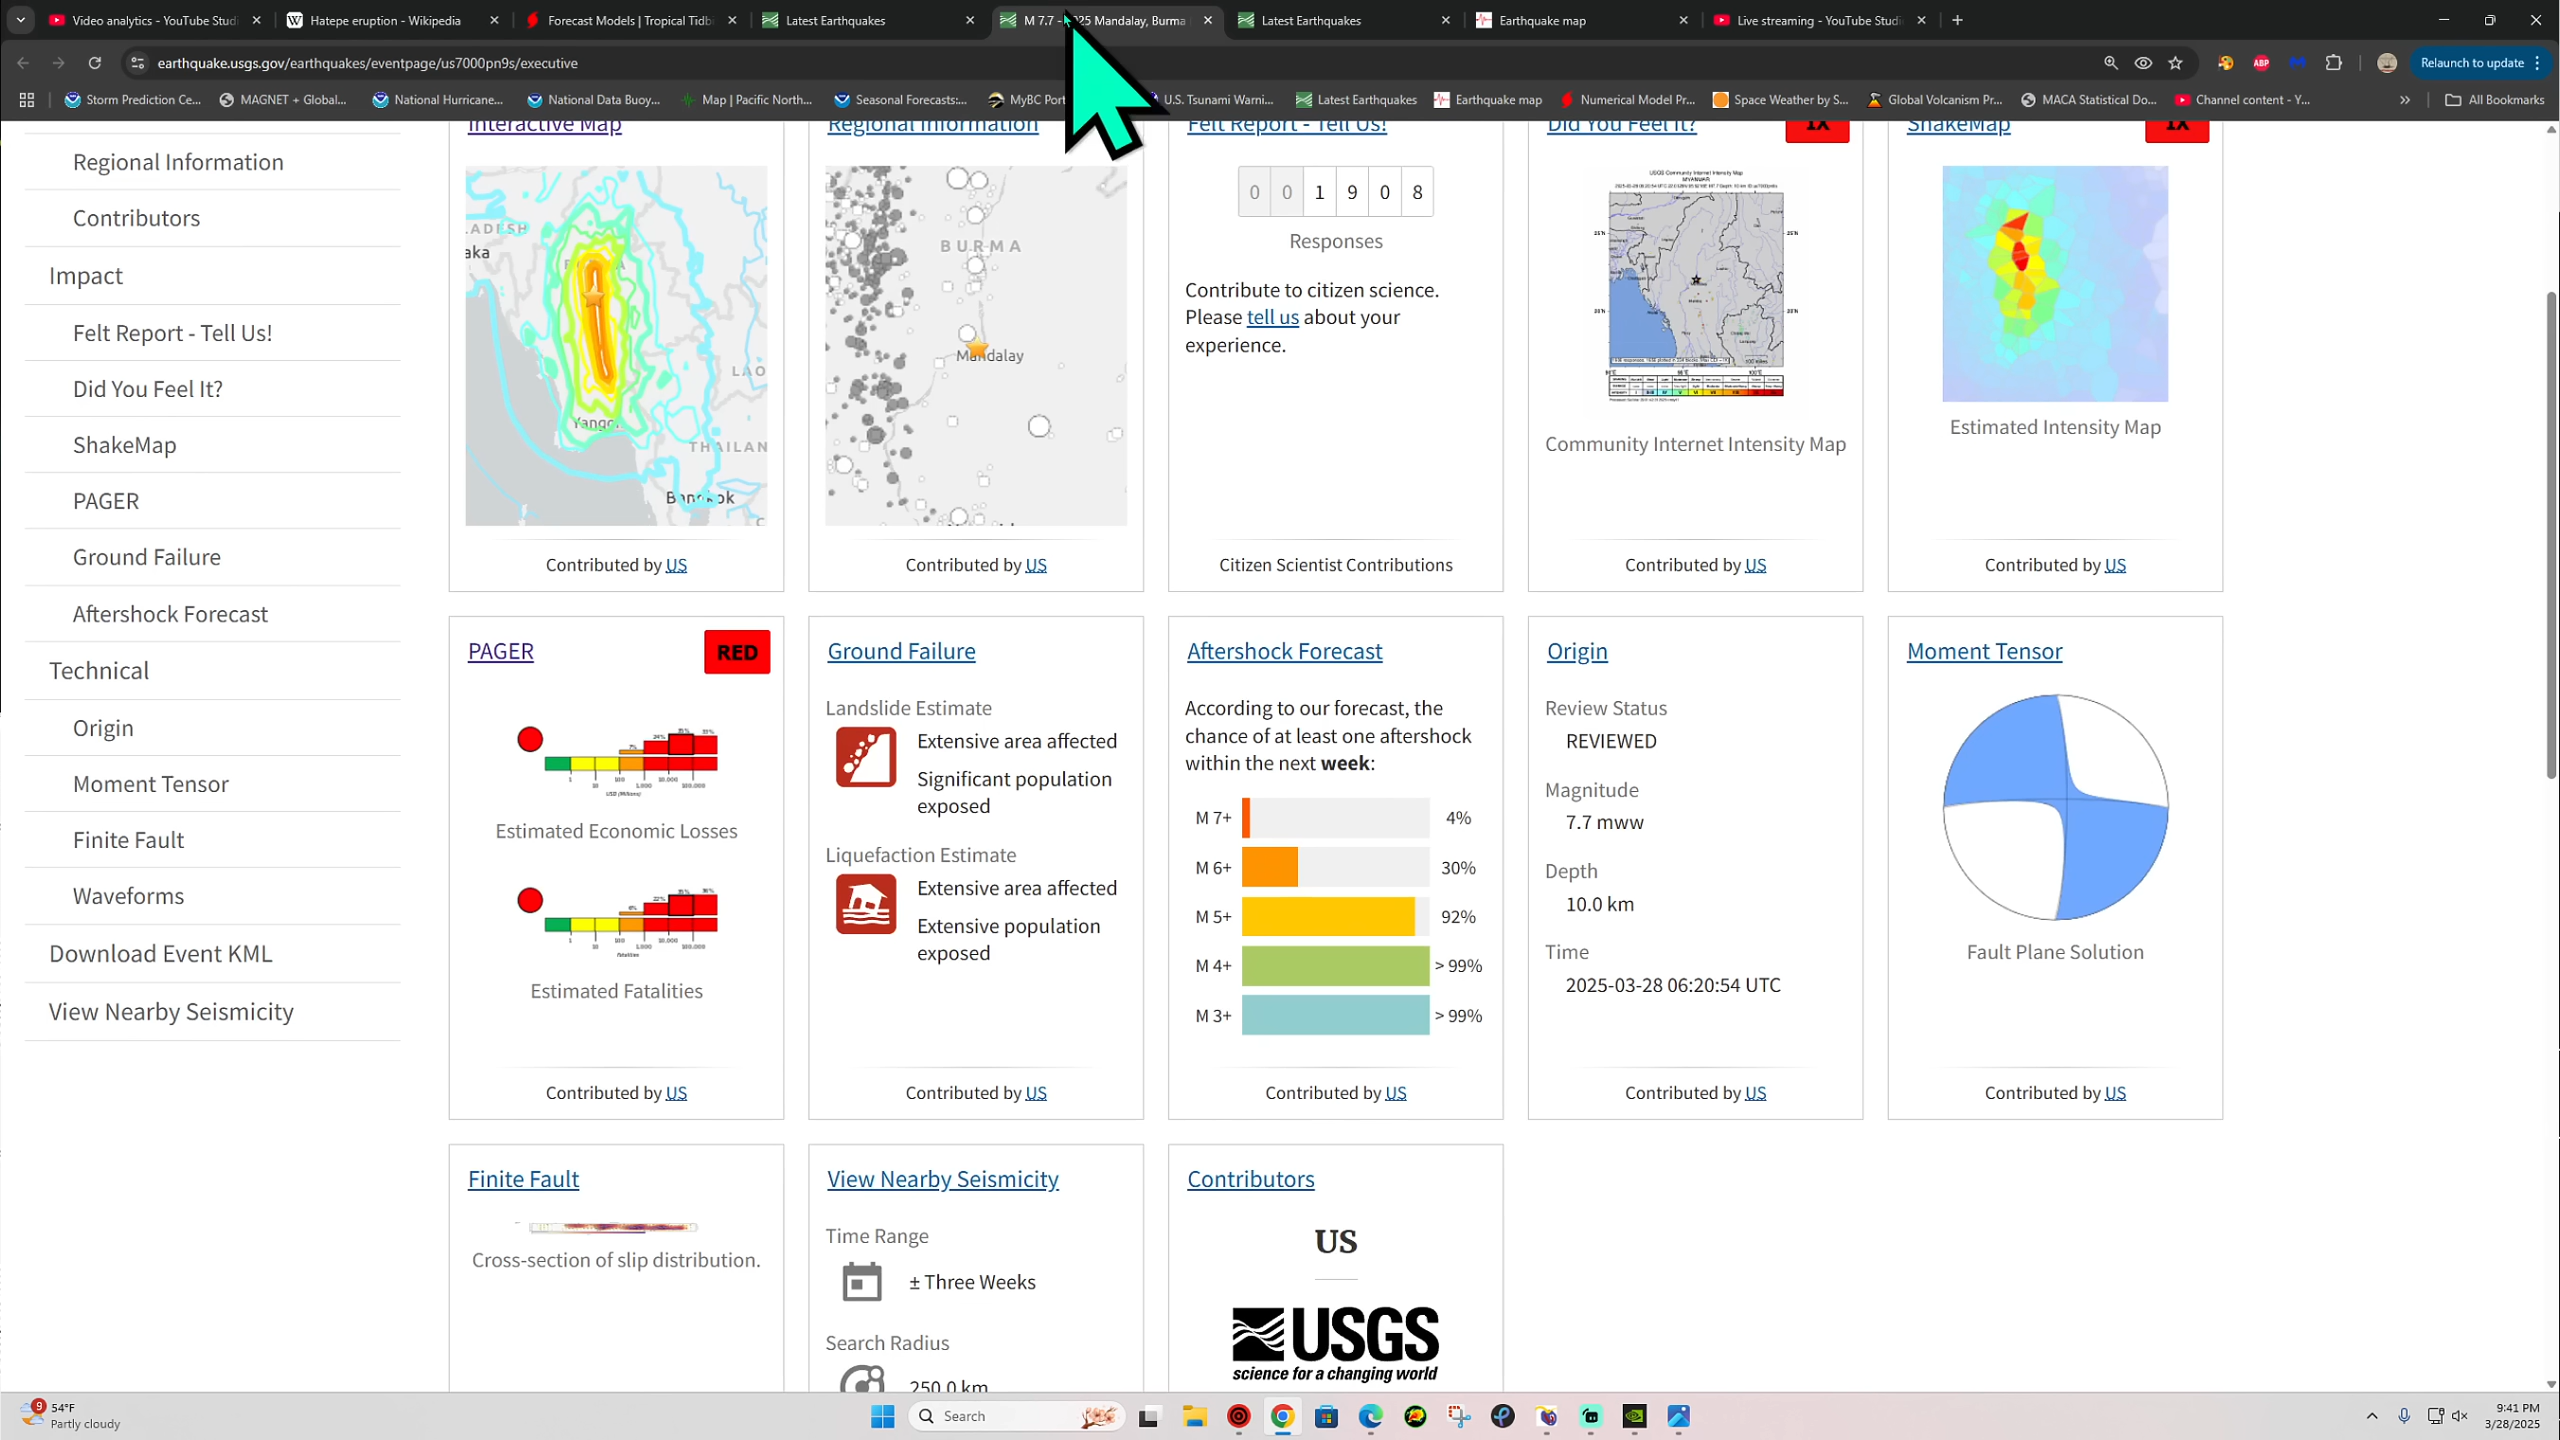 Video analytics - YouTube Studi
Hatepe eruption - Wikipedia
Forecast Models | Tropical Tidb
Latest Earthquakes
M 7.7 - 2025 Mandalay, Burma
Latest Earthquakes
Earthquake map
Live streaming - YouTube Studi
earthquake.usgs.gov/earthquakes/eventpage/us7000pn9s/executive
ABP
Relaunch to update
Storm Prediction Ce...
MAGNET + Global...
National Hurricane...
National Data Buoy...
Map | Pacific North...
Seasonal Forecasts:...
MyBC Port
U.S. Tsunami Warni...
Latest Earthquakes
Earthquake map
Numerical Model Pr...
Space Weather by S...
Global Volcanism Pr...
MACA Statistical Do...
Channel content - Y...
All Bookmarks
Regional Information
Contributors
Impact
Felt Report - Tell Us!
Did You Feel It?
ShakeMap
PAGER
Ground Failure
Aftershock Forecast
Technical
Origin
Moment Tensor
Finite Fault
Waveforms
Download Event KML
View Nearby Seismicity
Interactive Map
LADESH
aka
LAO
Yango
THAILAN
Bangkok
Contributed by US
Regional Information
BURMA
Mandalay
Contributed by US
Felt Report - Tell Us!
0 0 1 9 0 8
Responses
Contribute to citizen science.
Please tell us about your
experience.
Citizen Scientist Contributions
Did You Feel It?
IX
USGS Community Internet Intensity Map
MYANMAR
Community Internet Intensity Map
Contributed by US
ShakeMap
IX
Estimated Intensity Map
Contributed by US
PAGER
RED
Estimated Economic Losses
Estimated Fatalities
Contributed by US
Ground Failure
Landslide Estimate
Extensive area affected
Significant population
exposed
Liquefaction Estimate
Extensive area affected
Extensive population
exposed
Contributed by US
Aftershock Forecast
According to our forecast, the
chance of at least one aftershock
within the next week:
M 7+ 4%
M 6+ 30%
M 5+ 92%
M 4+ > 99%
M 3+ > 99%
Contributed by US
Origin
Review Status
REVIEWED
Magnitude
7.7 mww
Depth
10.0 km
Time
2025-03-28 06:20:54 UTC
Contributed by US
Moment Tensor
Fault Plane Solution
Contributed by US
Finite Fault
Cross-section of slip distribution.
View Nearby Seismicity
Time Range
± Three Weeks
Search Radius
250.0 km
Contributors
US
USGS
science for a changing world
9
54°F
Partly cloudy
Search
9:41 PM
3/28/2025